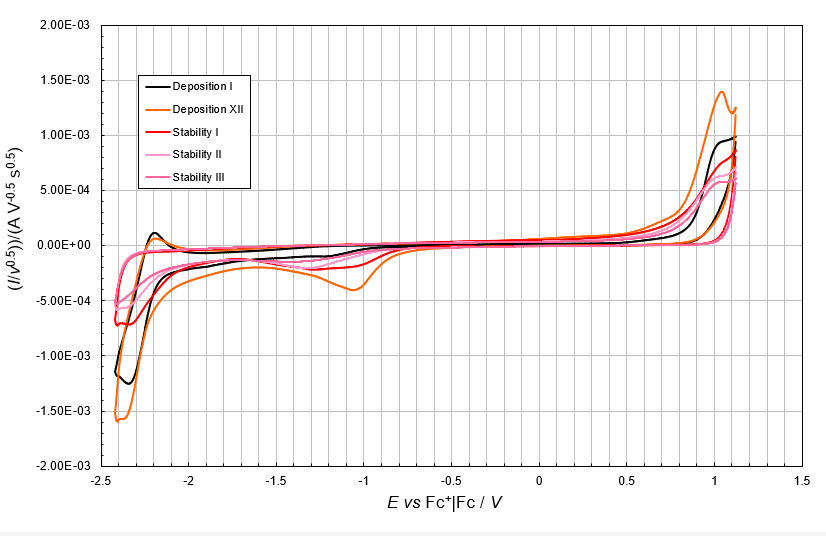 2.00E-03
1.50E-03
1.00E-03
5.00E-04
0.00E+00
-5.00E-04
-1.00E-03
-1.50E-03
-2.00E-03
(I/v^0.5))/(A V^-0.5 s^0.5)
Deposition I
Deposition XII
Stability I
Stability II
Stability III
-2.5 -2 -1.5 -1 -0.5 0 0.5 1 1.5
E vs Fc⁺|Fc / V